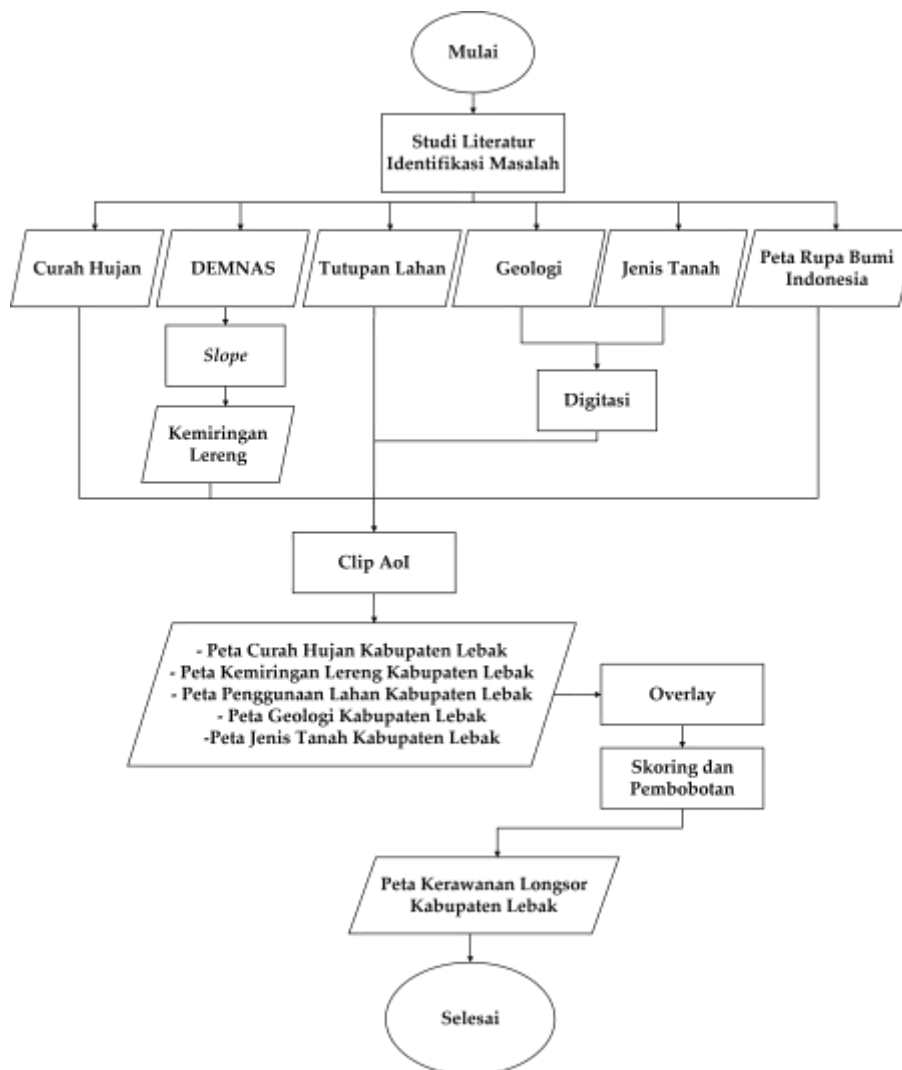 Mulai
Studi Literatur
Identifikasi Masalah
Curah Hujan
DEMNAS
Tutupan Lahan
Geologi
Jenis Tanah
Peta Rupa Bumi
Indonesia
Slope
Digitasi
Kemiringan
Lereng
Clip AoI
- Peta Curah Hujan Kabupaten Lebak
- Peta Kemiringan Lereng Kabupaten Lebak
- Peta Penggunaan Lahan Kabupaten Lebak
- Peta Geologi Kabupaten Lebak
-Peta Jenis Tanah Kabupaten Lebak
Overlay
Skoring dan
Pembobotan
Peta Kerawanan Longsor
Kabupaten Lebak
Selesai